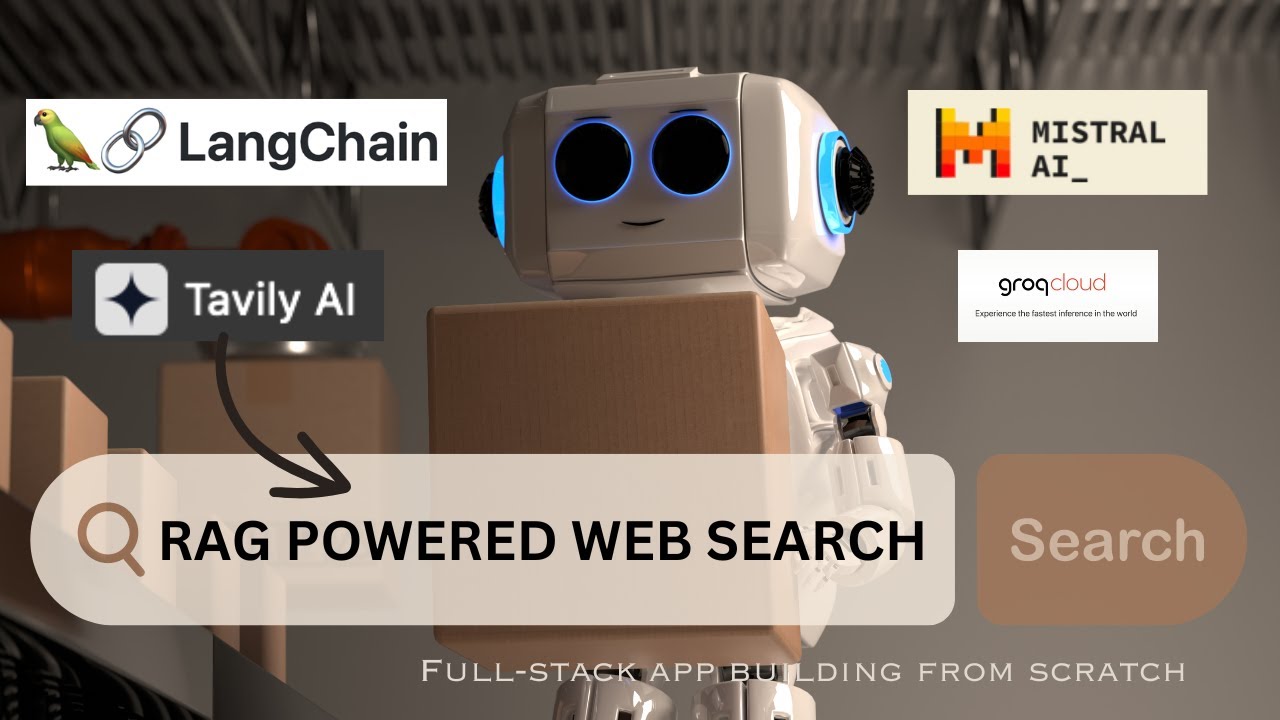 LangChain
MISTRAL
AI_
Tavily AI
groqcloud
Experience the fastest inference in the world
RAG POWERED WEB SEARCH
Search
FULL-STACK APP BUILDING FROM SCRATCH